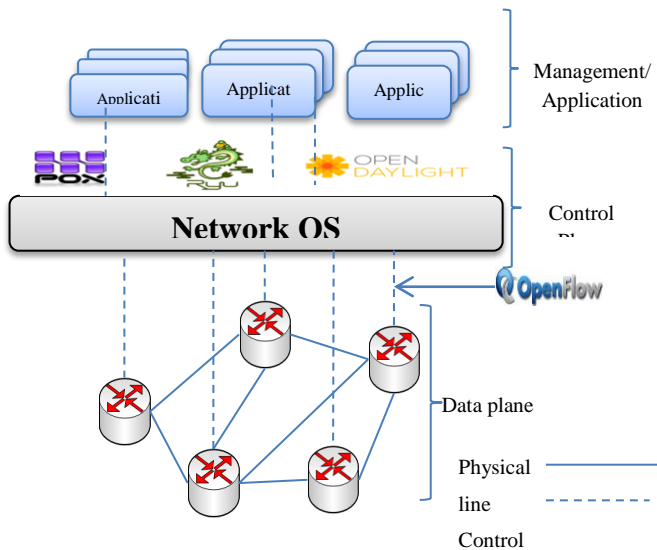 Applicati
Applicat
Applic
Management/
Application
POX
RYU
OPEN
DAYLIGHT
Network OS
Control
OpenFlow
Data plane
Physical
line
Control